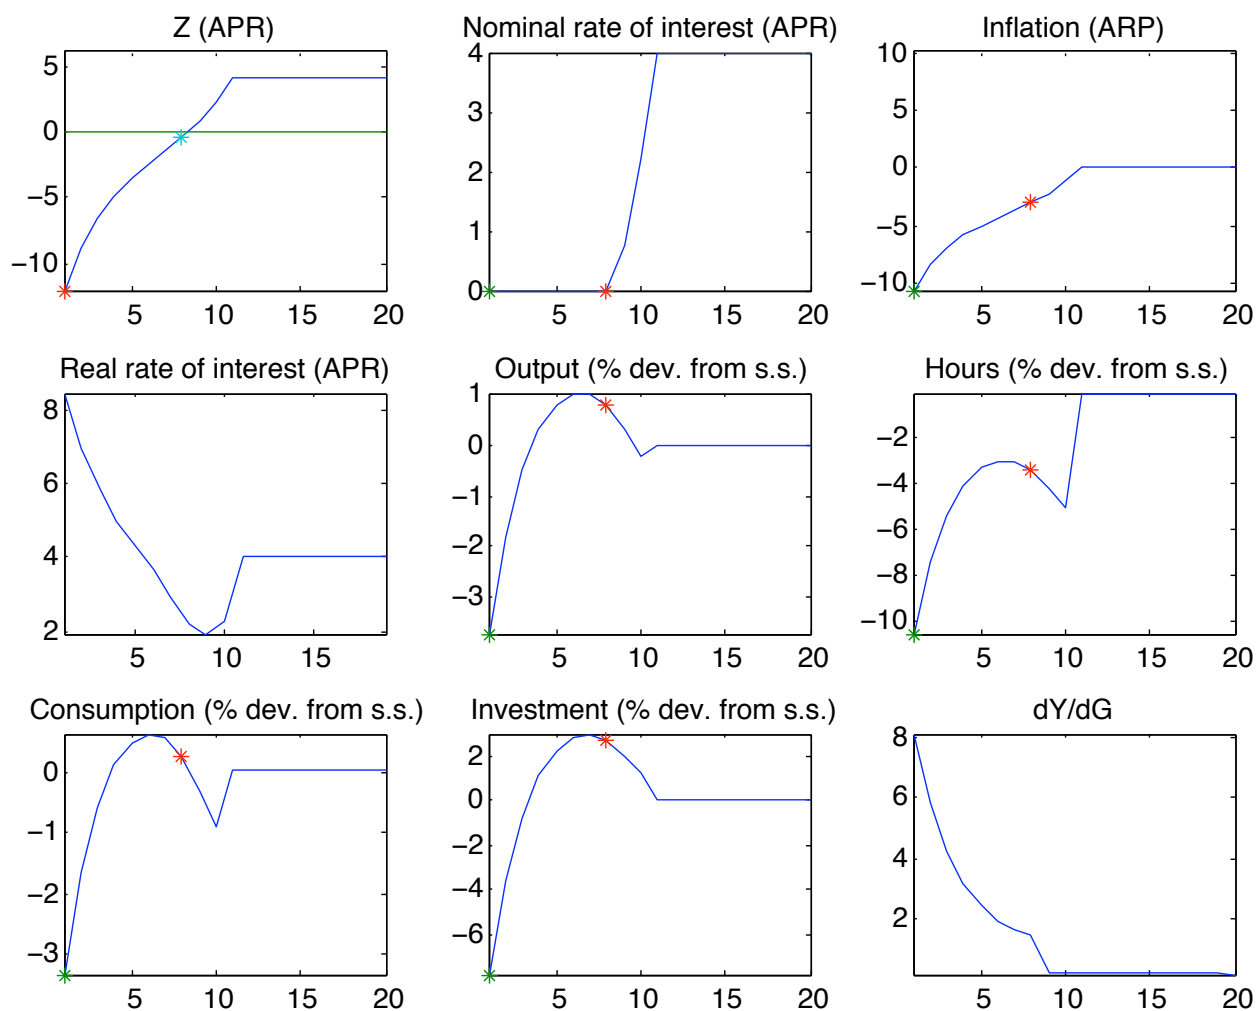 Z (APR)
5
0
−5
−10
5 10 15 20
Nominal rate of interest (APR)
4
3
2
1
0
5 10 15 20
Inflation (ARP)
10
5
0
−5
−10
5 10 15 20
Real rate of interest (APR)
8
6
4
2
5 10 15
Output (% dev. from s.s.)
1
0
−1
−2
−3
5 10 15 20
Hours (% dev. from s.s.)
−2
−4
−6
−8
−10
5 10 15 20
Consumption (% dev. from s.s.)
0
−1
−2
−3
5 10 15 20
Investment (% dev. from s.s.)
2
0
−2
−4
−6
5 10 15 20
dY/dG
8
6
4
2
5 10 15 20